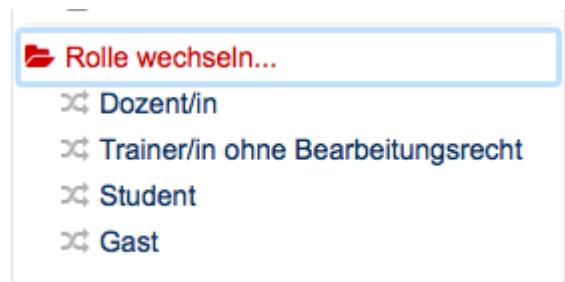 Rolle wechseln...
Dozent/in
Trainer/in ohne Bearbeitungsrecht
Student
Gast